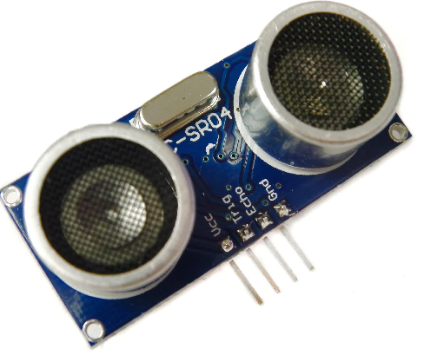 -SR04
Vcc
Trig
Echo
Gnd